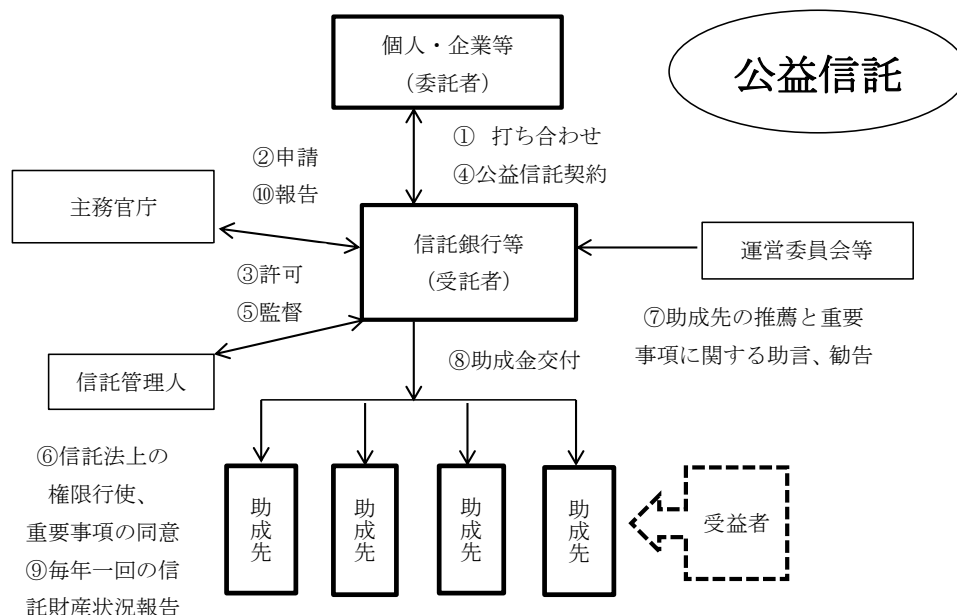 個人・企業等
（委託者）
公益信託
① 打ち合わせ
④公益信託契約
②申請
⑩報告
主務官庁
信託銀行等
（受託者）
運営委員会等
③許可
⑤監督
⑦助成先の推薦と重要
事項に関する助言、勧告
信託管理人
⑧助成金交付
⑥信託法上の
権限行使、
重要事項の同意
⑨毎年一回の信
託財産状況報告
助成先
助成先
助成先
助成先
受益者